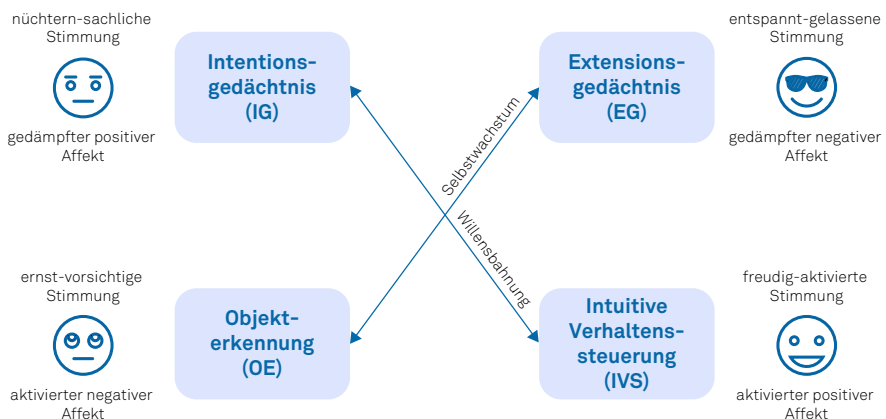 nüchtern-sachliche
Stimmung
gedämpfter positiver
Affekt
Intentions-
gedächtnis
(IG)
Extensions-
gedächtnis
(EG)
entspannt-gelassene
Stimmung
gedämpfter negativer
Affekt
Selbstwachstum
Willensbahnung
ernst-vorsichtige
Stimmung
aktivierter negativer
Affekt
Objekt-
erkennung
(OE)
Intuitive
Verhaltens-
steuerung
(IVS)
freudig-aktivierte
Stimmung
aktivierter positiver
Affekt